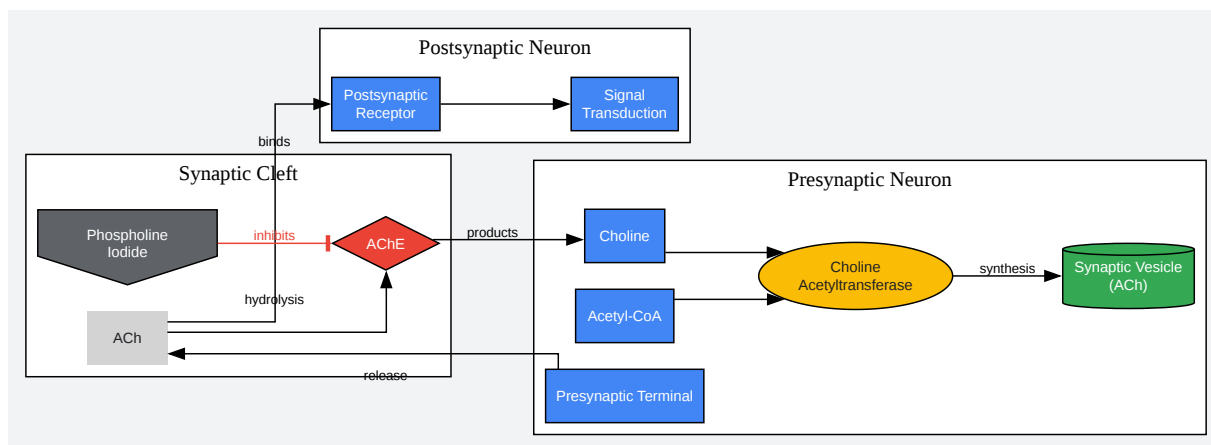 Postsynaptic Neuron
Postsynaptic
Receptor
Signal
Transduction
binds
Synaptic Cleft
Phospholine
Iodide
inhibits
AChE
hydrolysis
ACh
release
products
Presynaptic Neuron
Choline
Acetyl-CoA
Presynaptic Terminal
Choline
Acetyltransferase
synthesis
Synaptic Vesicle
(ACh)